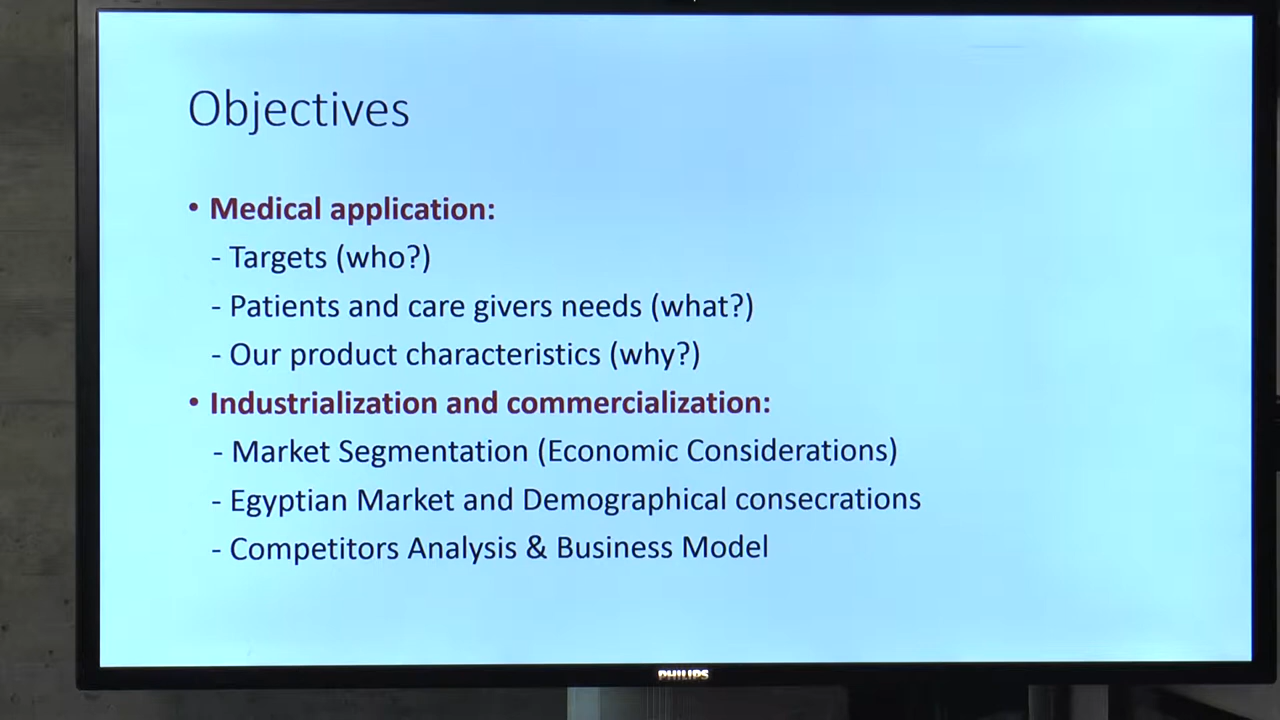 Objectives
• Medical application:
- Targets (who?)
- Patients and care givers needs (what?)
- Our product characteristics (why?)
• Industrialization and commercialization:
- Market Segmentation (Economic Considerations)
- Egyptian Market and Demographical consecrations
- Competitors Analysis & Business Model
PHILIPS